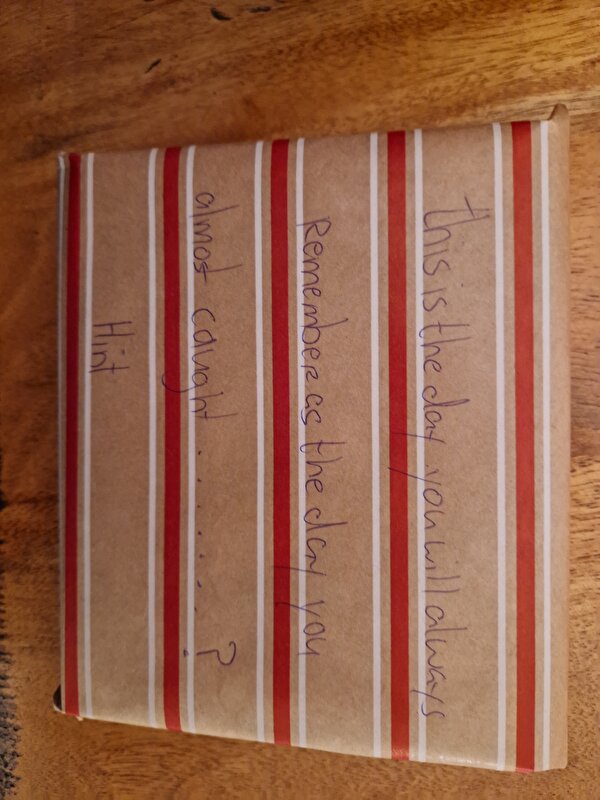 this is the day you will always
Remember as the day you
almost caught . . . . . . . ?
Hint